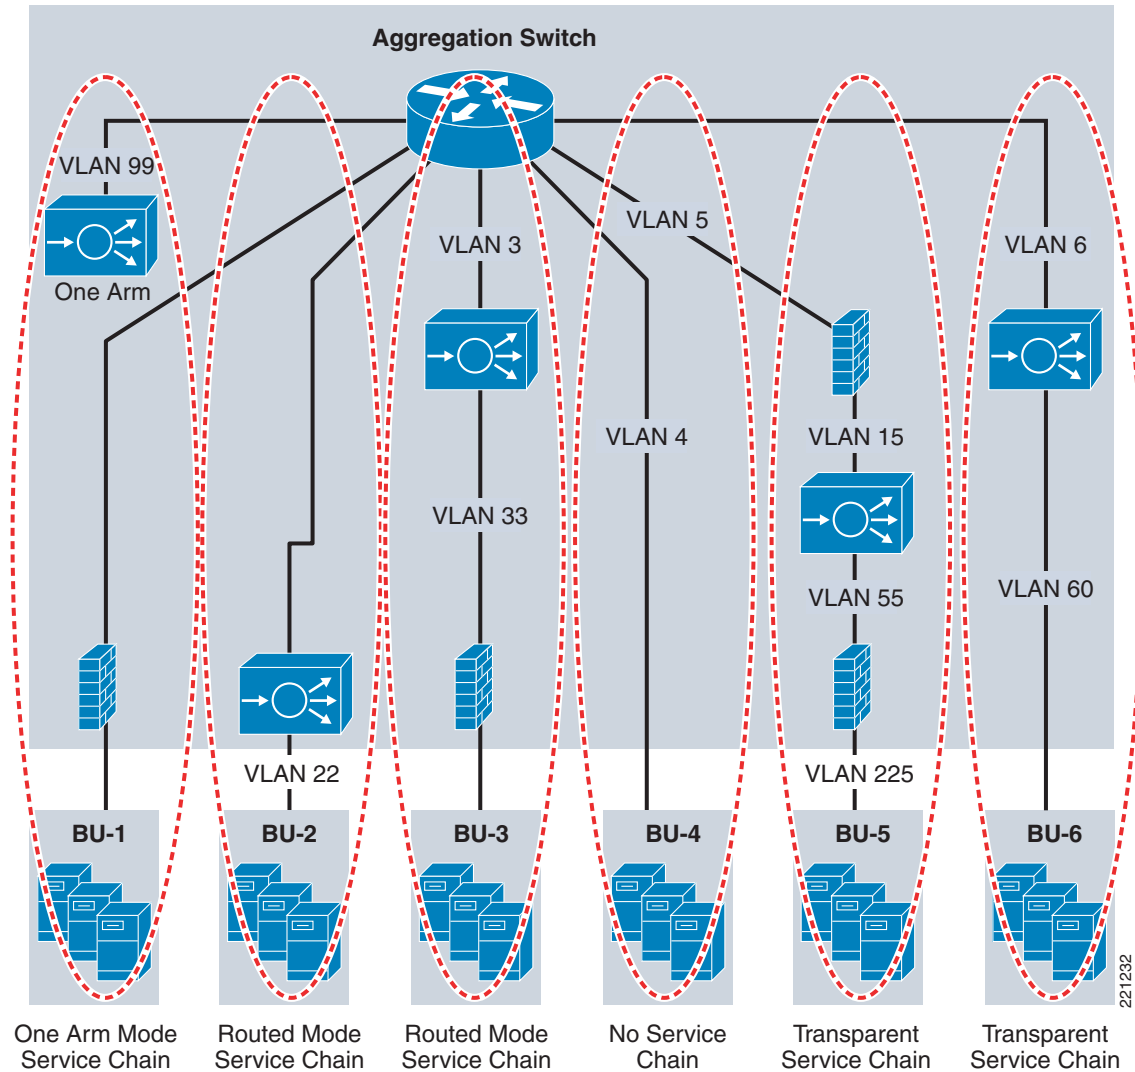 Aggregation Switch
VLAN 99
One Arm
VLAN 5
VLAN 3
VLAN 6
VLAN 4
VLAN 15
VLAN 33
VLAN 55
VLAN 60
VLAN 22
VLAN 225
BU-1
BU-2
BU-3
BU-4
BU-5
BU-6
221232
One Arm Mode
Service Chain
Routed Mode
Service Chain
Routed Mode
Service Chain
No Service
Chain
Transparent
Service Chain
Transparent
Service Chain